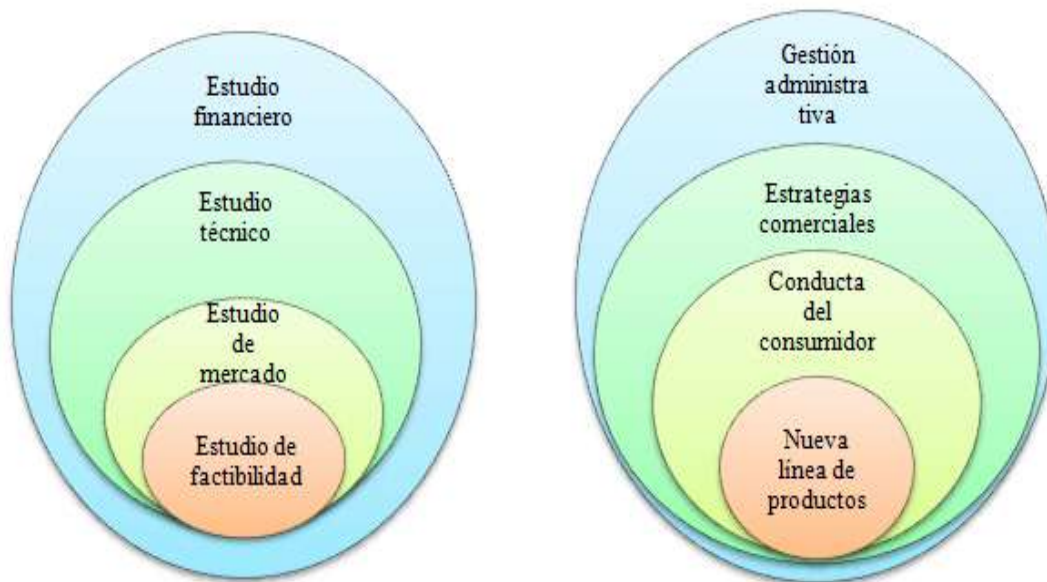 Estudio
financiero
Estudio
técnico
Estudio
de
mercado
Estudio de
factibilidad
Gestión
administra
tiva
Estrategias
comerciales
Conducta
del
consumidor
Nueva
línea de
productos